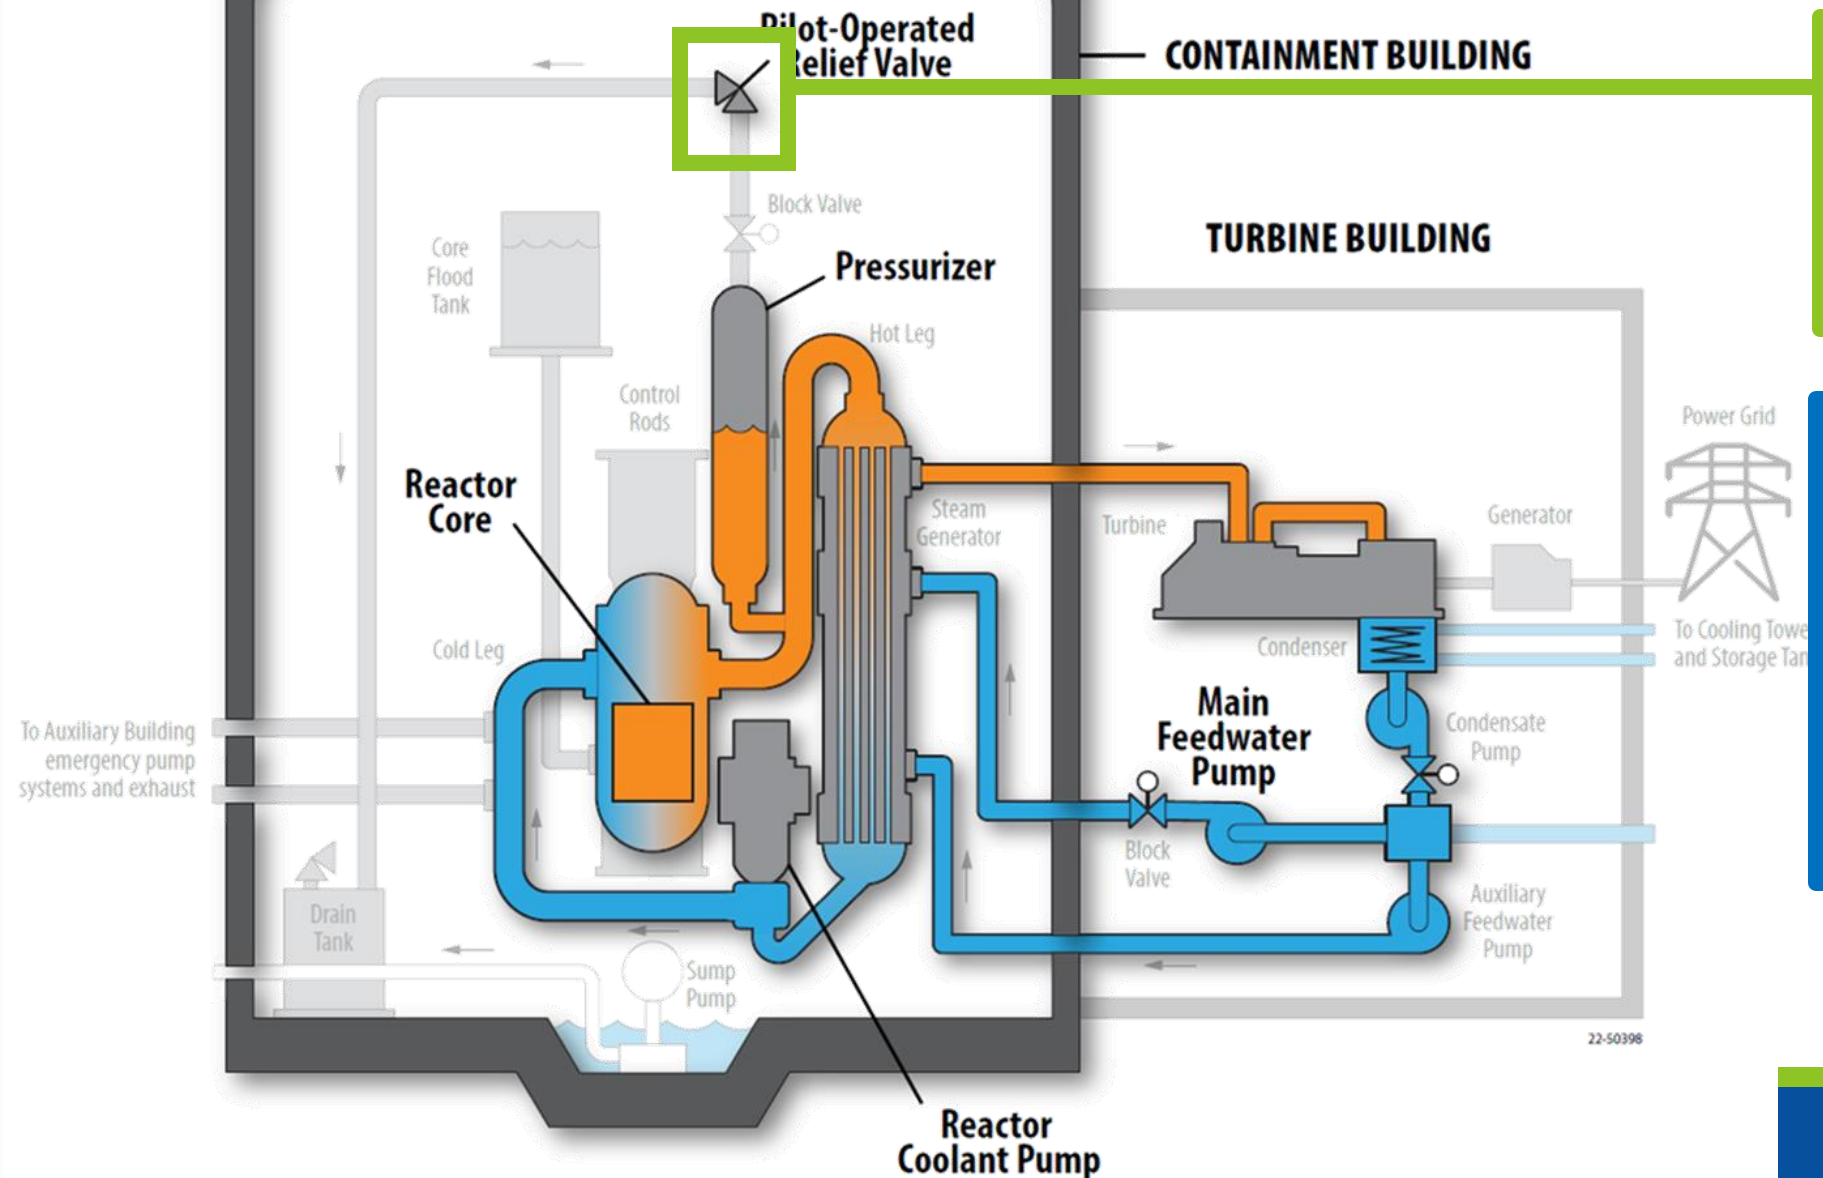 Pilot-Operated
Relief Valve
CONTAINMENT BUILDING
Block Valve
Core
Flood
Tank
TURBINE BUILDING
Pressurizer
Hot Leg
Control
Rods
Power Grid
Reactor
Core
Steam
Generator
Turbine
Generator
Cold Leg
Condenser
To Cooling Towe
and Storage Tan
Main
Feedwater
Pump
To Auxiliary Building
emergency pump
systems and exhaust
Condensate
Pump
Block
Valve
Drain
Tank
Auxiliary
Feedwater
Pump
Sump
Pump
22-50398
Reactor
Coolant Pump